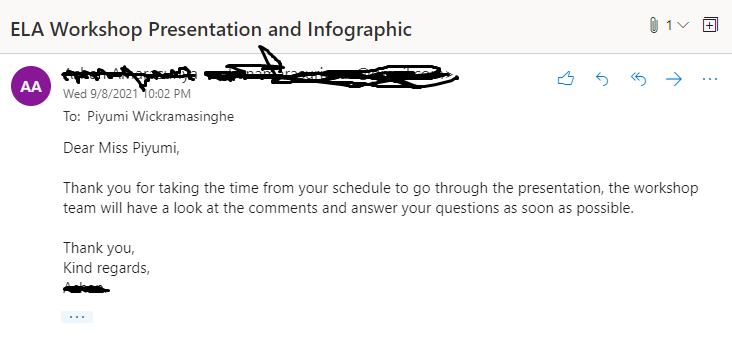 ELA Workshop Presentation and Infographic
1
AA
Wed 9/8/2021 10:02 PM
To: Piyumi Wickramasinghe
Dear Miss Piyumi,
Thank you for taking the time from your schedule to go through the presentation, the workshop
team will have a look at the comments and answer your questions as soon as possible.
Thank you,
Kind regards,
...